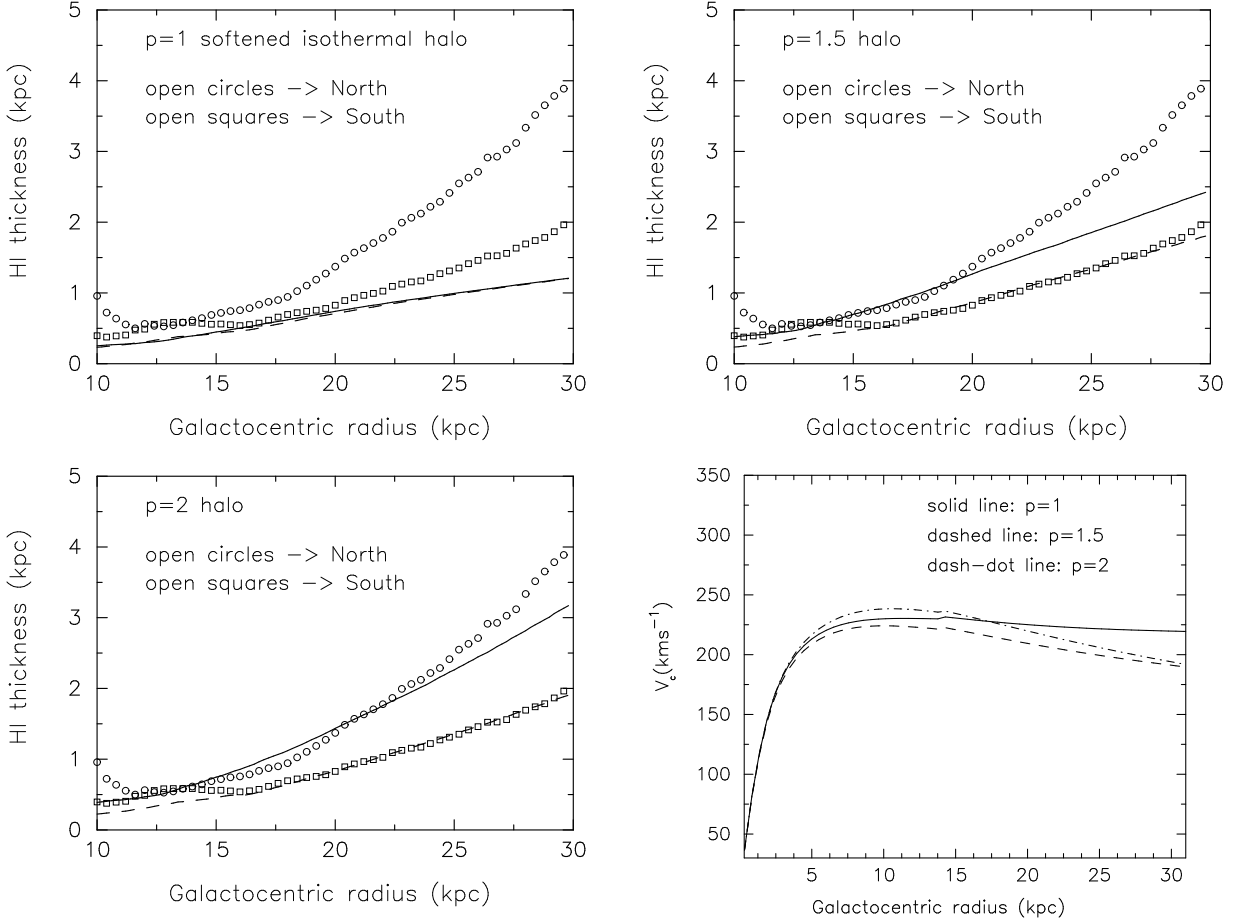 5
4
3
2
1
0
HI thickness (kpc)
p=1 softened isothermal halo
open circles −> North
open squares −> South
10 15 20 25 30
Galactocentric radius (kpc)
5
4
3
2
1
0
HI thickness (kpc)
p=1.5 halo
open circles −> North
open squares −> South
10 15 20 25 30
Galactocentric radius (kpc)
5
4
3
2
1
0
HI thickness (kpc)
p=2 halo
open circles −> North
open squares −> South
10 15 20 25 30
Galactocentric radius (kpc)
350
300
250
200
150
100
50
V_c(kms⁻¹)
solid line: p=1
dashed line: p=1.5
dash−dot line: p=2
5 10 15 20 25 30
Galactocentric radius (kpc)